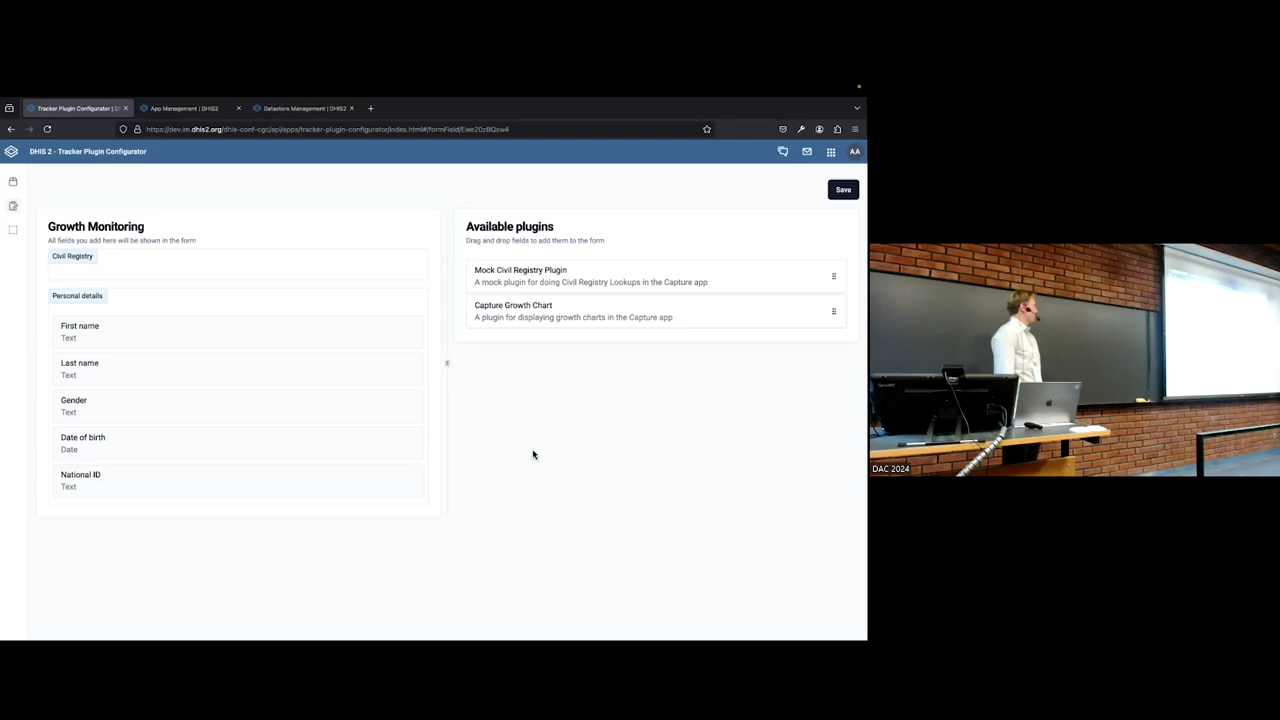 Tracker Plugin Configurator | D
App Management | DHIS2
Datastore Management | DHIS2
https://dev.im.dhis2.org/dhis-conf-cgc/api/apps/tracker-plugin-configurator/index.html#/formField/Ewe20zBQxw4
DHIS 2 - Tracker Plugin Configurator
AA
Save
Growth Monitoring
All fields you add here will be shown in the form
Civil Registry
Personal details
First name
Text
Last name
Text
Gender
Text
Date of birth
Date
National ID
Text
Available plugins
Drag and drop fields to add them to the form
Mock Civil Registry Plugin
A mock plugin for doing Civil Registry Lookups in the Capture app
Capture Growth Chart
A plugin for displaying growth charts in the Capture app
DAC 2024